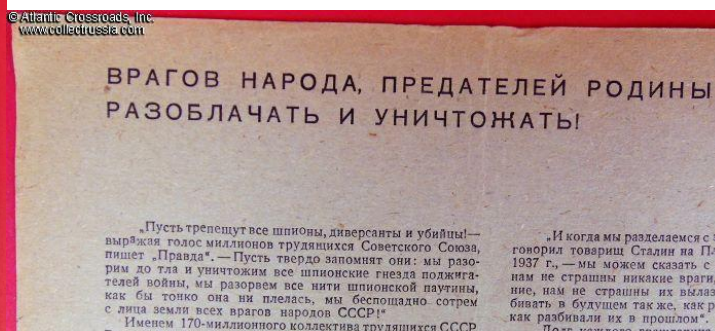 © Atlantic Crossroads, Inc.
www.collectrussia.com
ВРАГОВ НАРОДА, ПРЕДАТЕЛЕЙ РОДИНЫ
РАЗОБЛАЧАТЬ И УНИЧТОЖАТЬ!
„Пусть трепещут все шпионы, диверсанты и убийцы!—
выражая голос миллионов трудящихся Советского Союза,
пишет „Правда“. — Пусть твердо запомнят они: мы разо-
рим до тла и уничтожим все шпионские гнезда поджига-
телей войны, мы разорвем все нити шпионской паутины,
как бы тонко она ни плелась, мы беспощадно сотрем
с лица земли всех врагов народов СССР!“
Именем 170-миллионного коллектива трудящихся СССР
„И когда мы разделаемся с
говорил товарищ Сталин на
1937 г., — мы можем сказать с
нам не страшны никакие враги,
ние, нам не страшны их
бивать в будущем так же, как
как разбивали их в прошлом“.